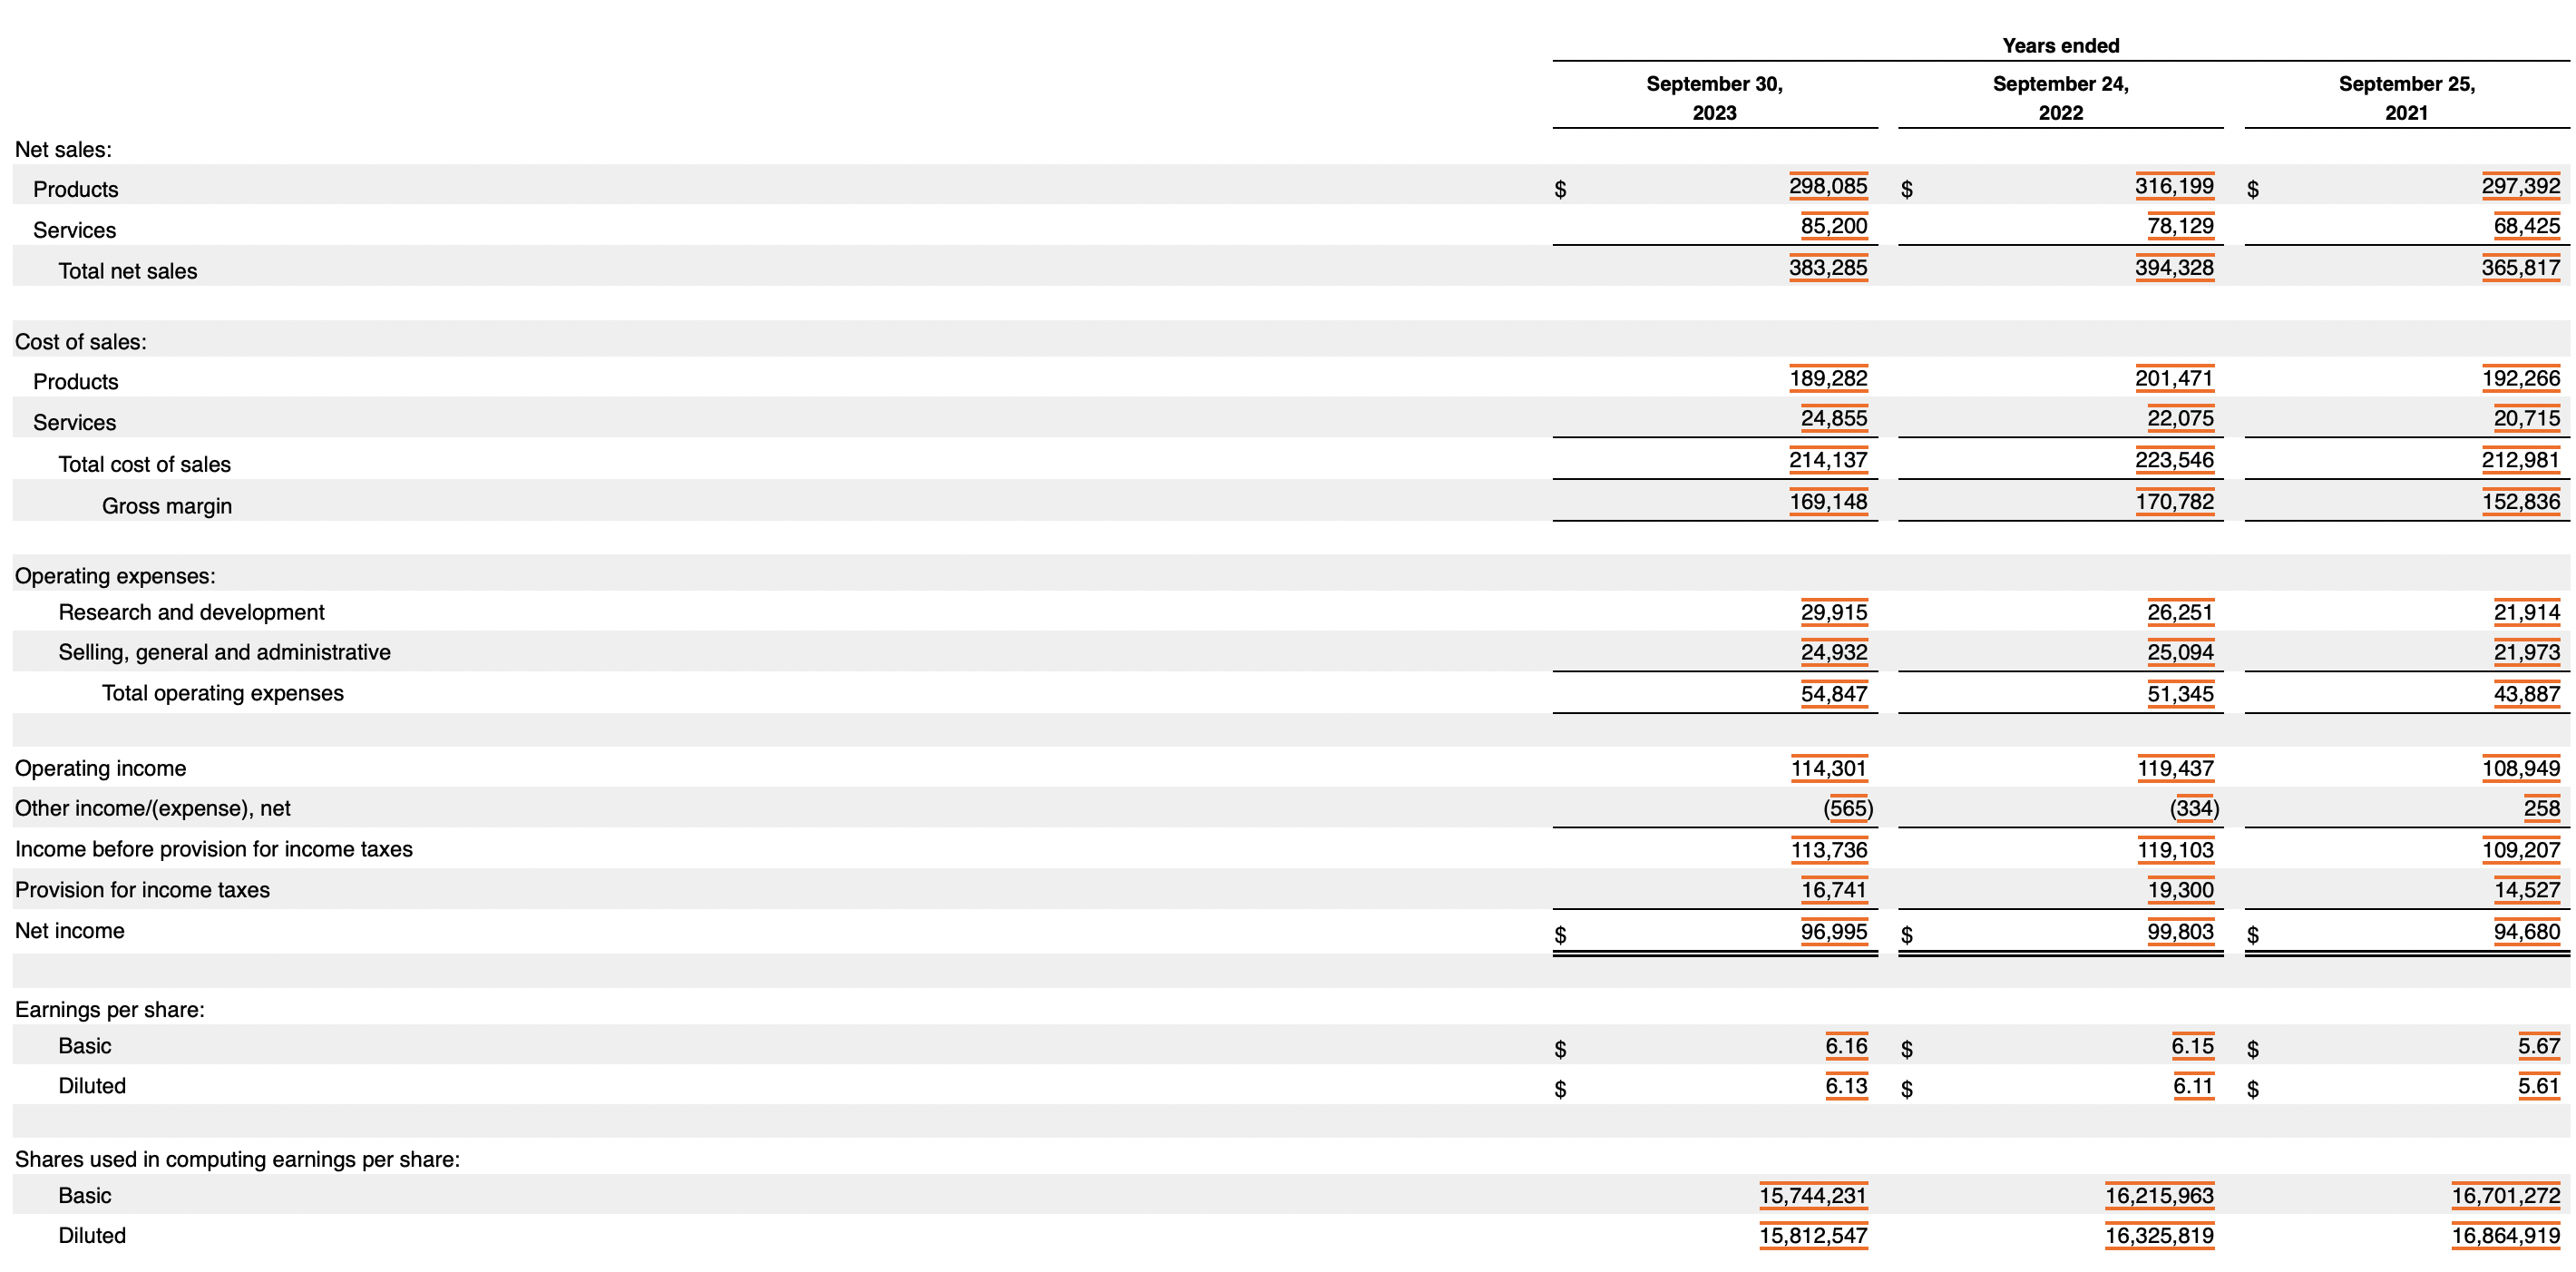 Years ended
September 30, 2023 September 24, 2022 September 25, 2021
Net sales:
Products $ 298,085 $ 316,199 $ 297,392
Services 85,200 78,129 68,425
Total net sales 383,285 394,328 365,817
Cost of sales:
Products 189,282 201,471 192,266
Services 24,855 22,075 20,715
Total cost of sales 214,137 223,546 212,981
Gross margin 169,148 170,782 152,836
Operating expenses:
Research and development 29,915 26,251 21,914
Selling, general and administrative 24,932 25,094 21,973
Total operating expenses 54,847 51,345 43,887
Operating income 114,301 119,437 108,949
Other income/(expense), net (565) (334) 258
Income before provision for income taxes 113,736 119,103 109,207
Provision for income taxes 16,741 19,300 14,527
Net income $ 96,995 $ 99,803 $ 94,680
Earnings per share:
Basic $ 6.16 $ 6.15 $ 5.67
Diluted $ 6.13 $ 6.11 $ 5.61
Shares used in computing earnings per share:
Basic 15,744,231 16,215,963 16,701,272
Diluted 15,812,547 16,325,819 16,864,919